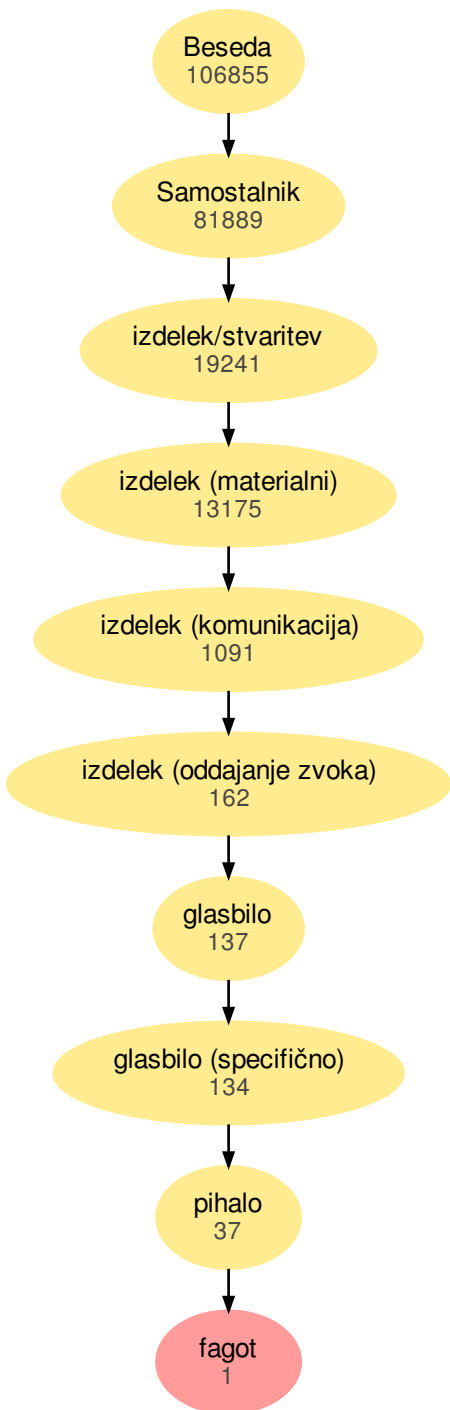 Beseda
106855
Samostalnik
81889
izdelek/stvaritev
19241
izdelek (materialni)
13175
izdelek (komunikacija)
1091
izdelek (oddajanje zvoka)
162
glasbilo
137
glasbilo (specifično)
134
pihalo
37
fagot
1